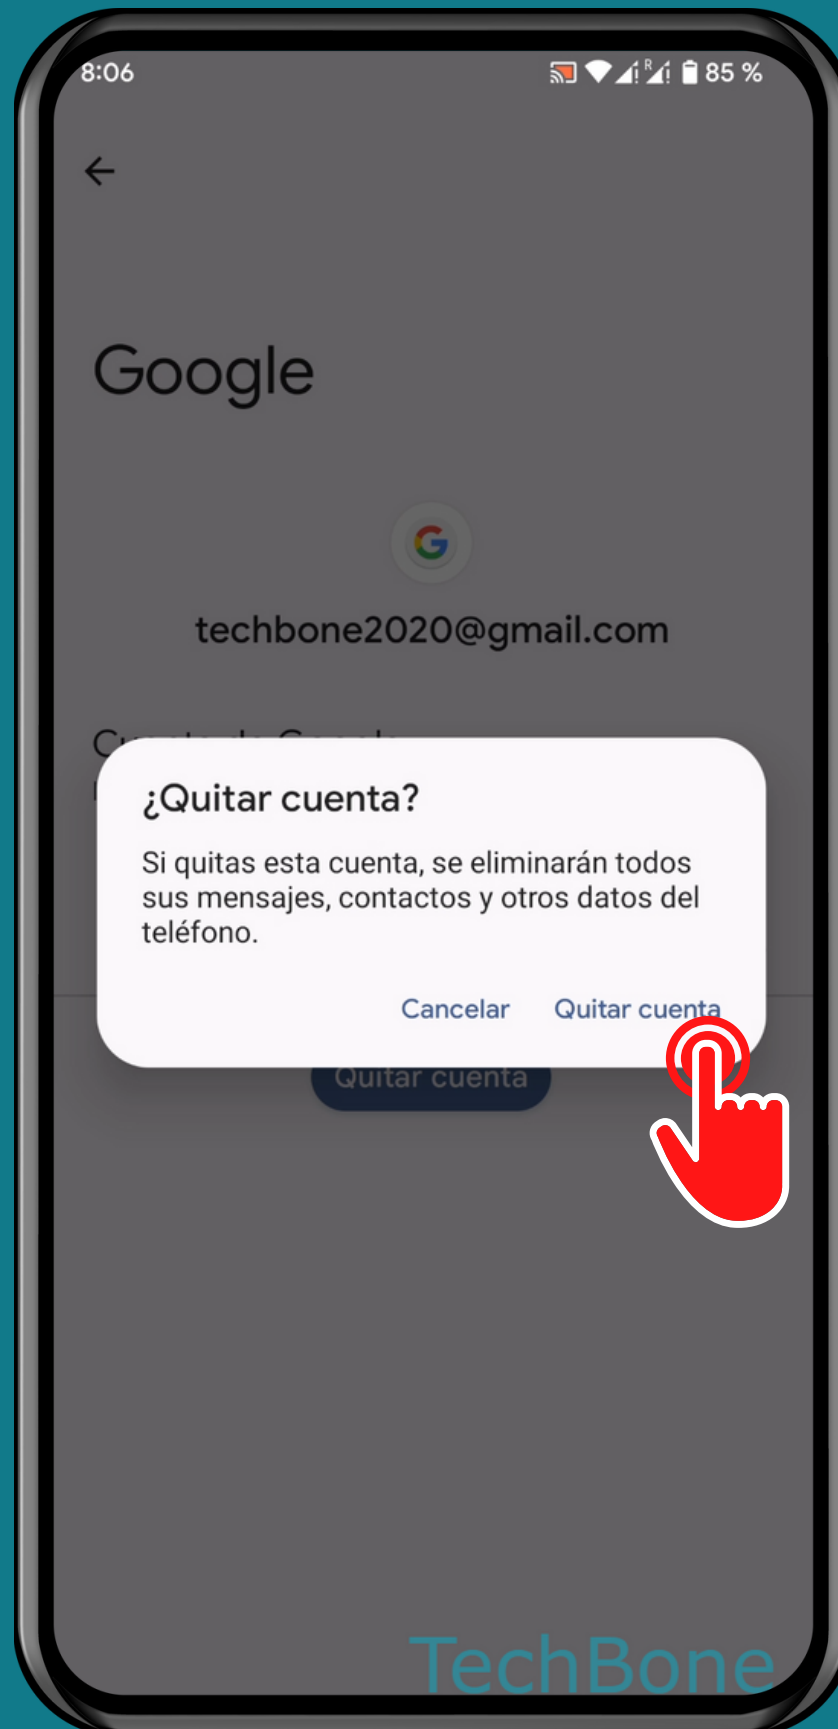 8:06
R
85 %
Google
techbone2020@gmail.com
¿Quitar cuenta?
Si quitas esta cuenta, se eliminarán todos
sus mensajes, contactos y otros datos del
teléfono.
Cancelar Quitar cuenta
Quitar cuenta
TechBone